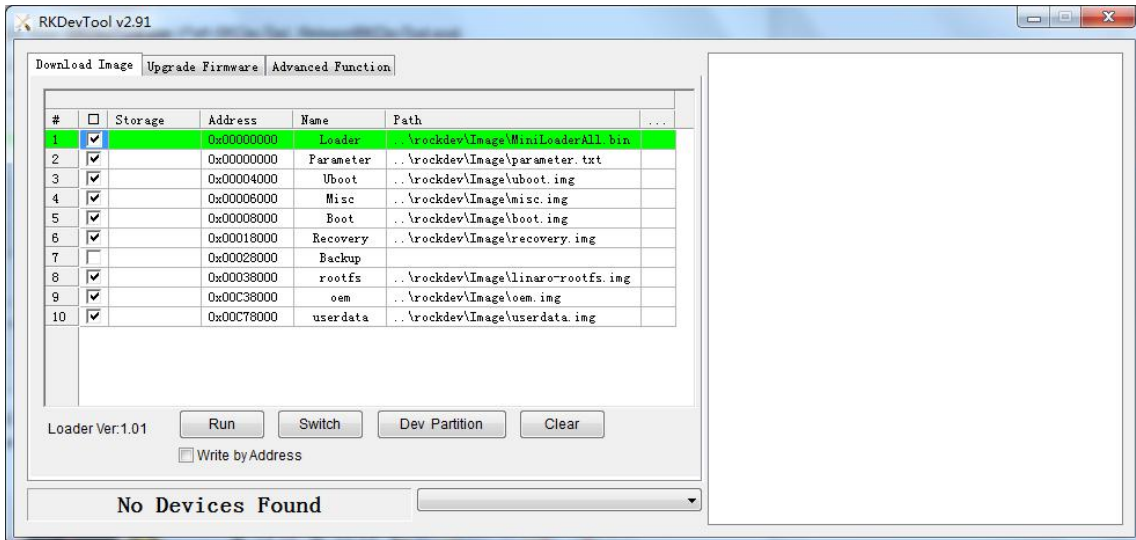 RKDevTool v2.91
Download Image Upgrade Firmware Advanced Function
# Storage Address Name Path ...
1 0x00000000 Loader ..\rockdev\Image\MiniLoaderAll.bin
2 0x00000000 Parameter ..\rockdev\Image\parameter.txt
3 0x00004000 Uboot ..\rockdev\Image\uboot.img
4 0x00006000 Misc ..\rockdev\Image\misc.img
5 0x00008000 Boot ..\rockdev\Image\boot.img
6 0x00018000 Recovery ..\rockdev\Image\recovery.img
7 0x00028000 Backup
8 0x00038000 rootfs ..\rockdev\Image\linaro-rootfs.img
9 0x00C38000 oem ..\rockdev\Image\oem.img
10 0x00C78000 userdata ..\rockdev\Image\userdata.img
Loader Ver:1.01 Run Switch Dev Partition Clear
Write by Address
No Devices Found